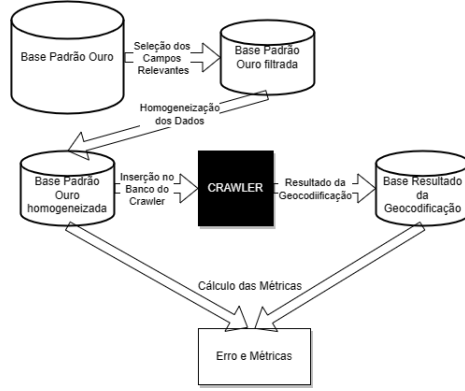 Base Padrão Ouro
Seleção dos
Campos
Relevantes
Base Padrão
Ouro filtrada
Homogeneização
dos Dados
Base Padrão
Ouro
homogeneizada
Inserção no
Banco do
Crawler
CRAWLER
Resultado da
Geocodiificação
Base Resultado
da
Geocodificação
Cálculo das Métricas
Erro e Métricas